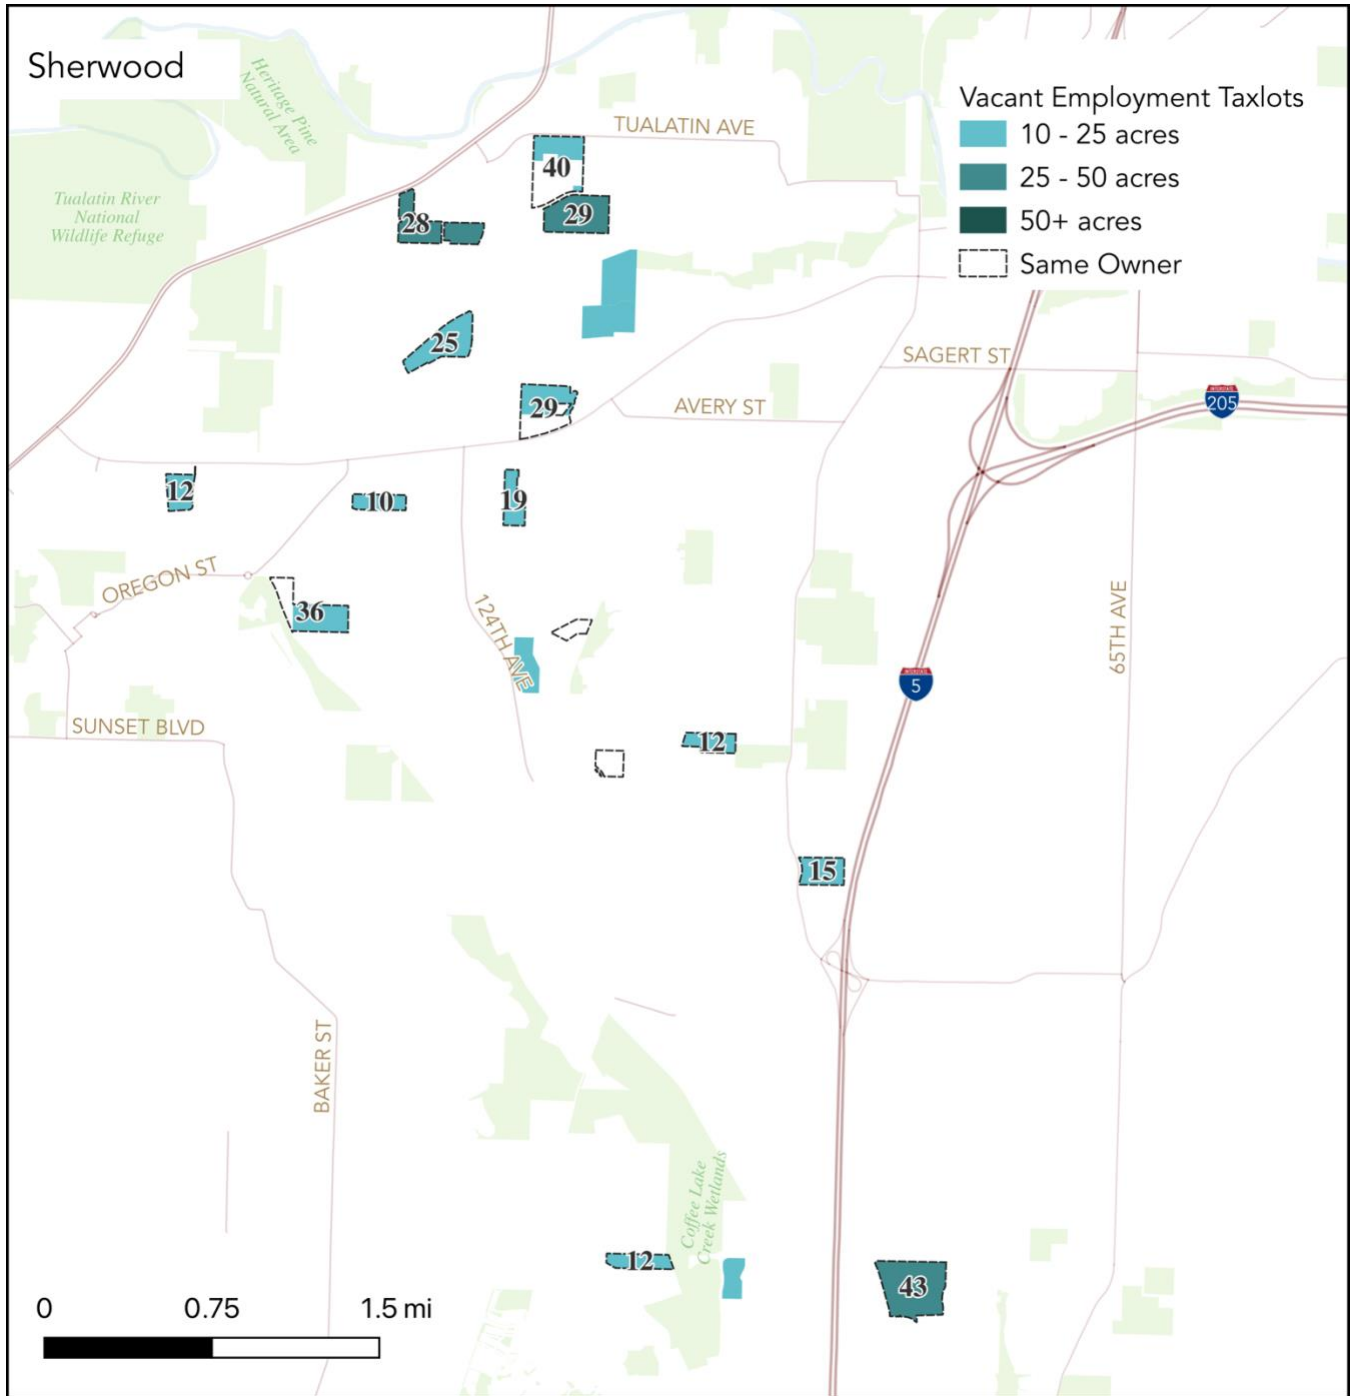 Sherwood
Heritage Pine
Natural Area
Vacant Employment Taxlots
10 - 25 acres
25 - 50 acres
50+ acres
Same Owner
TUALATIN AVE
40
Tualatin River
National
Wildlife Refuge
28
29
25
SAGERT ST
INTERSTATE
205
29
AVERY ST
12
10
19
OREGON ST
36
124TH AVE
65TH AVE
INTERSTATE
5
SUNSET BLVD
12
15
BAKER ST
Coffee Lake
Creek Wetlands
12
43
0 0.75 1.5 mi